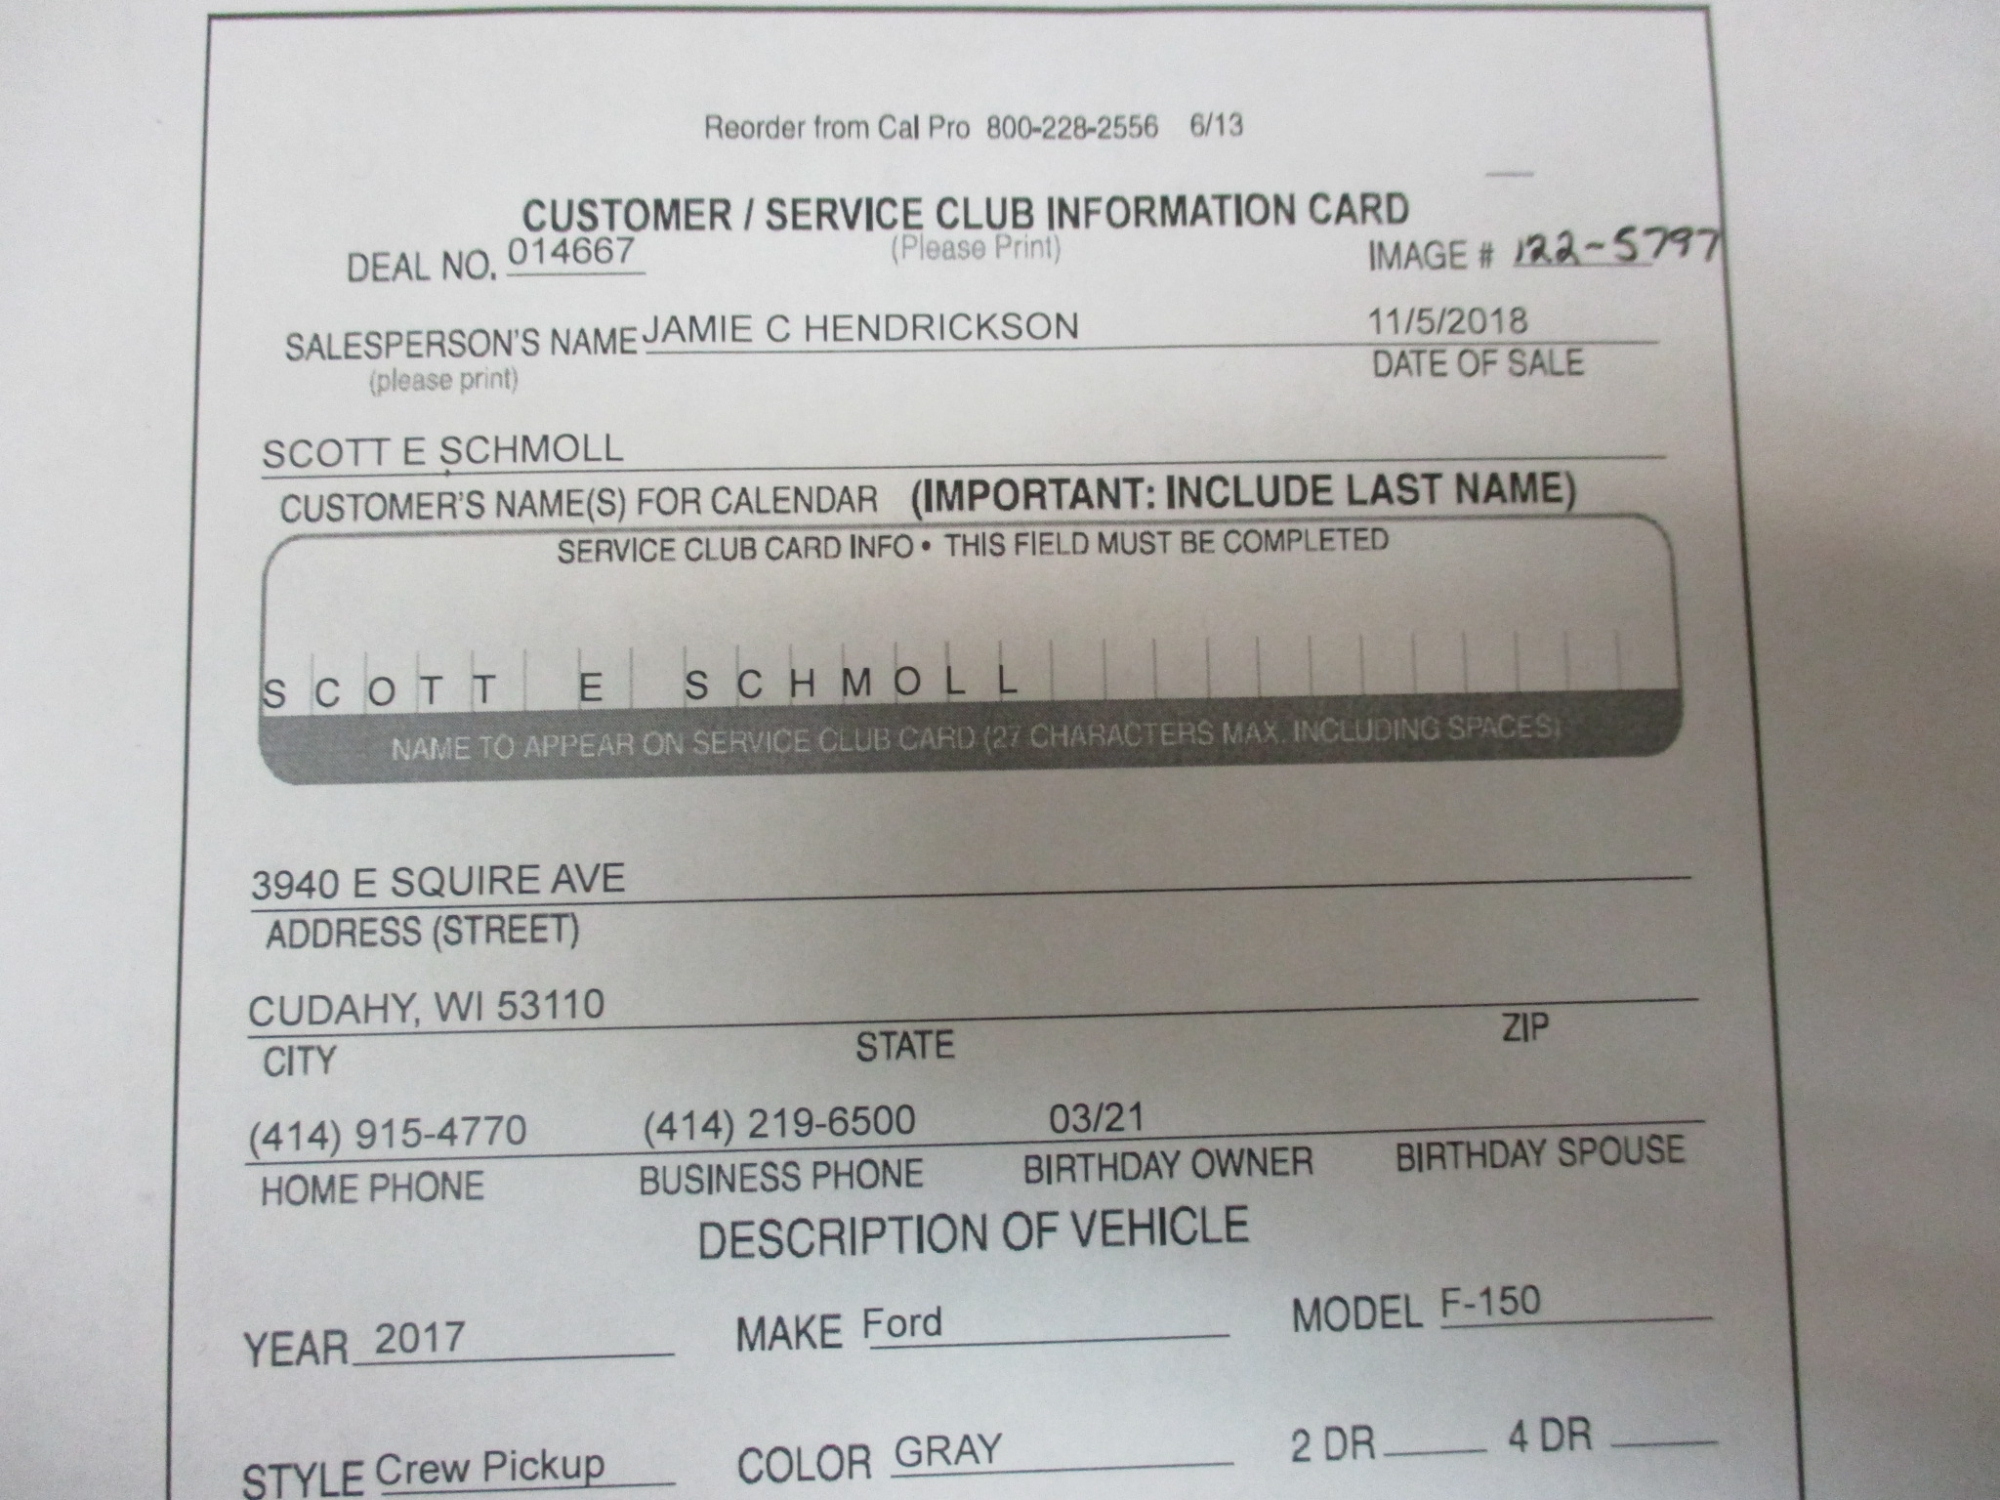 Reorder from Cal Pro 800-228-2556 6/13
CUSTOMER / SERVICE CLUB INFORMATION CARD
DEAL NO. 014667 (Please Print) IMAGE # 122-5797
SALESPERSON'S NAME JAMIE C HENDRICKSON 11/5/2018
(please print) DATE OF SALE
SCOTT E SCHMOLL
CUSTOMER'S NAME(S) FOR CALENDAR (IMPORTANT: INCLUDE LAST NAME)
SERVICE CLUB CARD INFO • THIS FIELD MUST BE COMPLETED
S C O T T E S C H M O L L
NAME TO APPEAR ON SERVICE CLUB CARD (27 CHARACTERS MAX. INCLUDING SPACES)
3940 E SQUIRE AVE
ADDRESS (STREET)
CUDAHY, WI 53110
CITY STATE ZIP
(414) 915-4770 (414) 219-6500 03/21
HOME PHONE BUSINESS PHONE BIRTHDAY OWNER BIRTHDAY SPOUSE
DESCRIPTION OF VEHICLE
YEAR 2017 MAKE Ford MODEL F-150
STYLE Crew Pickup COLOR GRAY 2 DR 4 DR